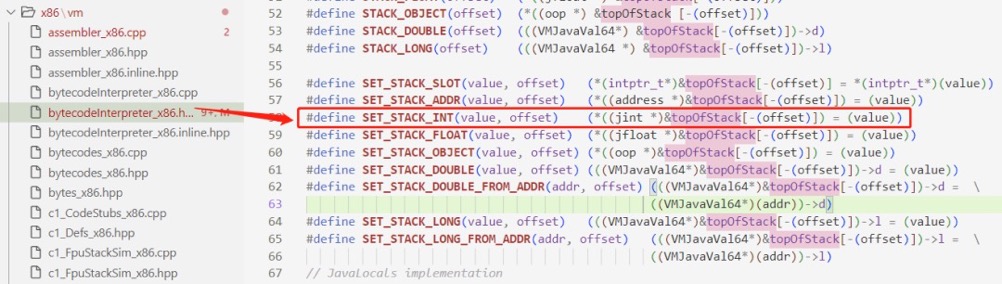 x86\vm
assembler_x86.cpp 2
assembler_x86.hpp
assembler_x86.inline.hpp
bytecodeInterpreter_x86.cpp
bytecodeInterpreter_x86.h... 9+, M
bytecodeInterpreter_x86.inline.hpp
bytecodes_x86.cpp
bytecodes_x86.hpp
bytes_x86.hpp
c1_CodeStubs_x86.cpp
c1_Defs_x86.hpp
c1_FpuStackSim_x86.cpp
c1_FpuStackSim_x86.hpp
52 #define STACK_OBJECT(offset) (*((oop *) &topOfStack [-(offset)]))
53 #define STACK_DOUBLE(offset) (((VMJavaVal64*) &topOfStack[-(offset)])->d)
54 #define STACK_LONG(offset) (((VMJavaVal64 *) &topOfStack[-(offset)])->l)
55
56 #define SET_STACK_SLOT(value, offset) (*(intptr_t*)&topOfStack[-(offset)] = *(intptr_t*)(value))
57 #define SET_STACK_ADDR(value, offset) (*((address *)&topOfStack[-(offset)]) = (value))
#define SET_STACK_INT(value, offset) (*((jint *)&topOfStack[-(offset)]) = (value))
59 #define SET_STACK_FLOAT(value, offset) (*((jfloat *)&topOfStack[-(offset)]) = (value))
60 #define SET_STACK_OBJECT(value, offset) (*((oop *)&topOfStack[-(offset)]) = (value))
61 #define SET_STACK_DOUBLE(value, offset) (((VMJavaVal64*)&topOfStack[-(offset)])->d = (value))
62 #define SET_STACK_DOUBLE_FROM_ADDR(addr, offset) (((VMJavaVal64*)&topOfStack[-(offset)])->d = \
63 ((VMJavaVal64*)(addr))->d)
64 #define SET_STACK_LONG(value, offset) (((VMJavaVal64*)&topOfStack[-(offset)])->l = (value))
65 #define SET_STACK_LONG_FROM_ADDR(addr, offset) (((VMJavaVal64*)&topOfStack[-(offset)])->l = \
66 ((VMJavaVal64*)(addr))->l)
67 // JavaLocals implementation